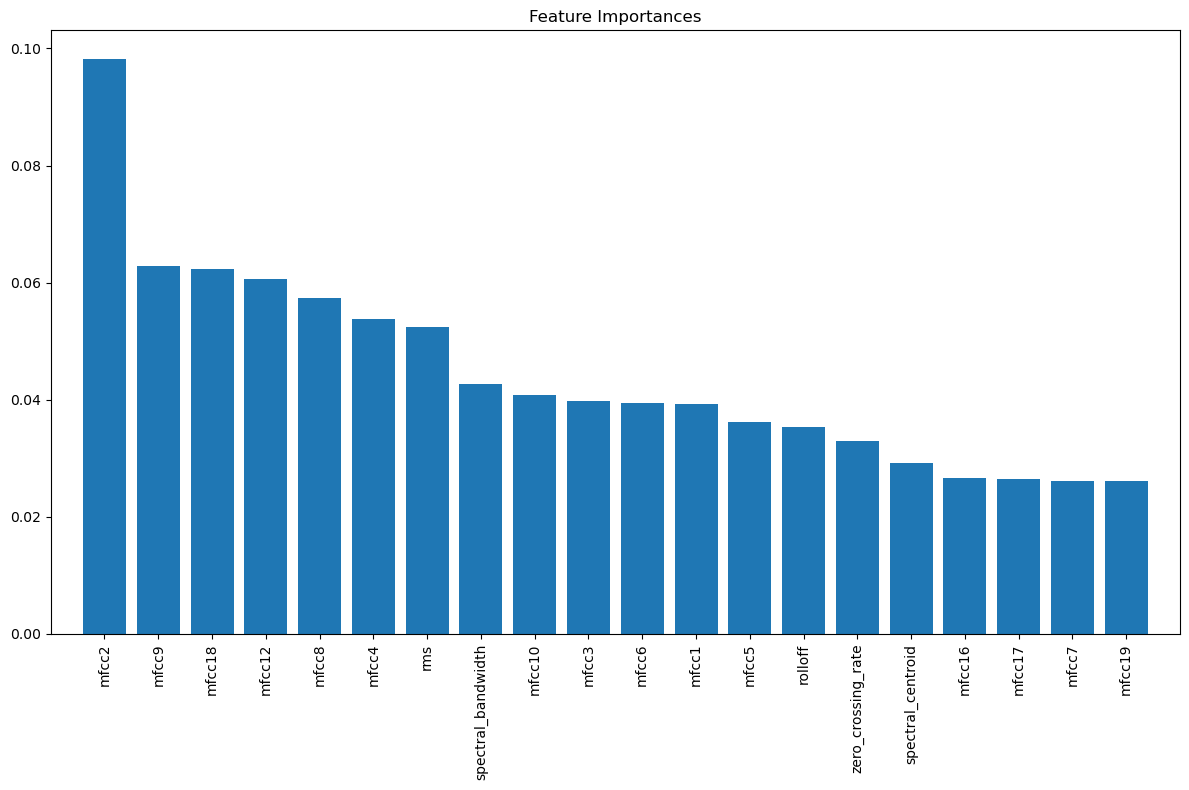 Feature Importances
0.10
0.08
0.06
0.04
0.02
0.00
mfcc2
mfcc9
mfcc18
mfcc12
mfcc8
mfcc4
rms
spectral_bandwidth
mfcc10
mfcc3
mfcc6
mfcc1
mfcc5
rolloff
zero_crossing_rate
spectral_centroid
mfcc16
mfcc17
mfcc7
mfcc19